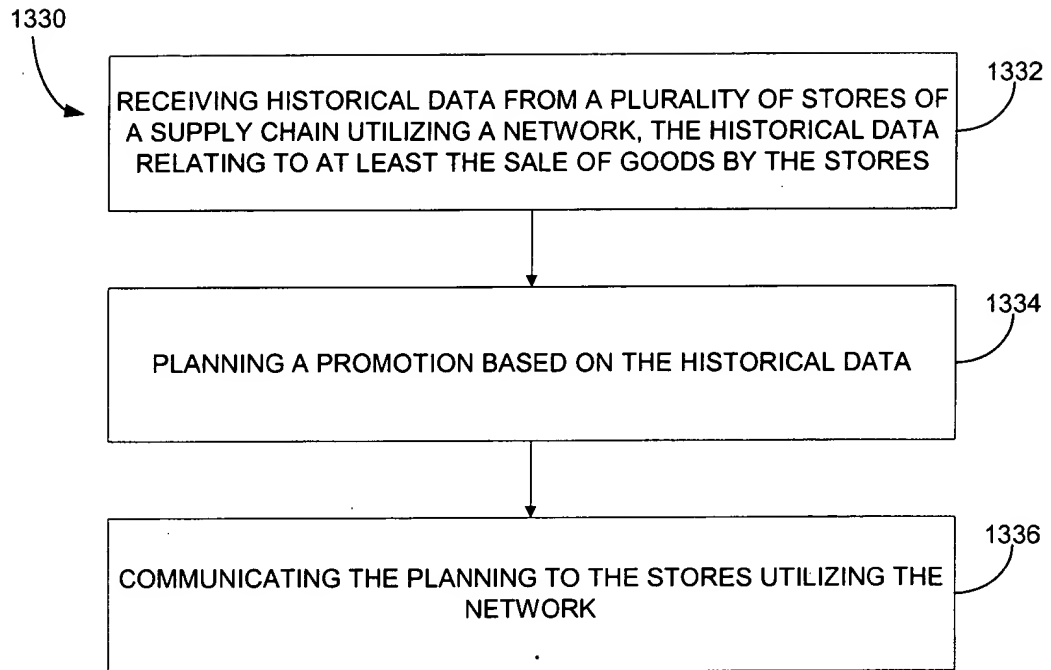 1330
1332
RECEIVING HISTORICAL DATA FROM A PLURALITY OF STORES OF
A SUPPLY CHAIN UTILIZING A NETWORK, THE HISTORICAL DATA
RELATING TO AT LEAST THE SALE OF GOODS BY THE STORES
1334
PLANNING A PROMOTION BASED ON THE HISTORICAL DATA
1336
COMMUNICATING THE PLANNING TO THE STORES UTILIZING THE
NETWORK